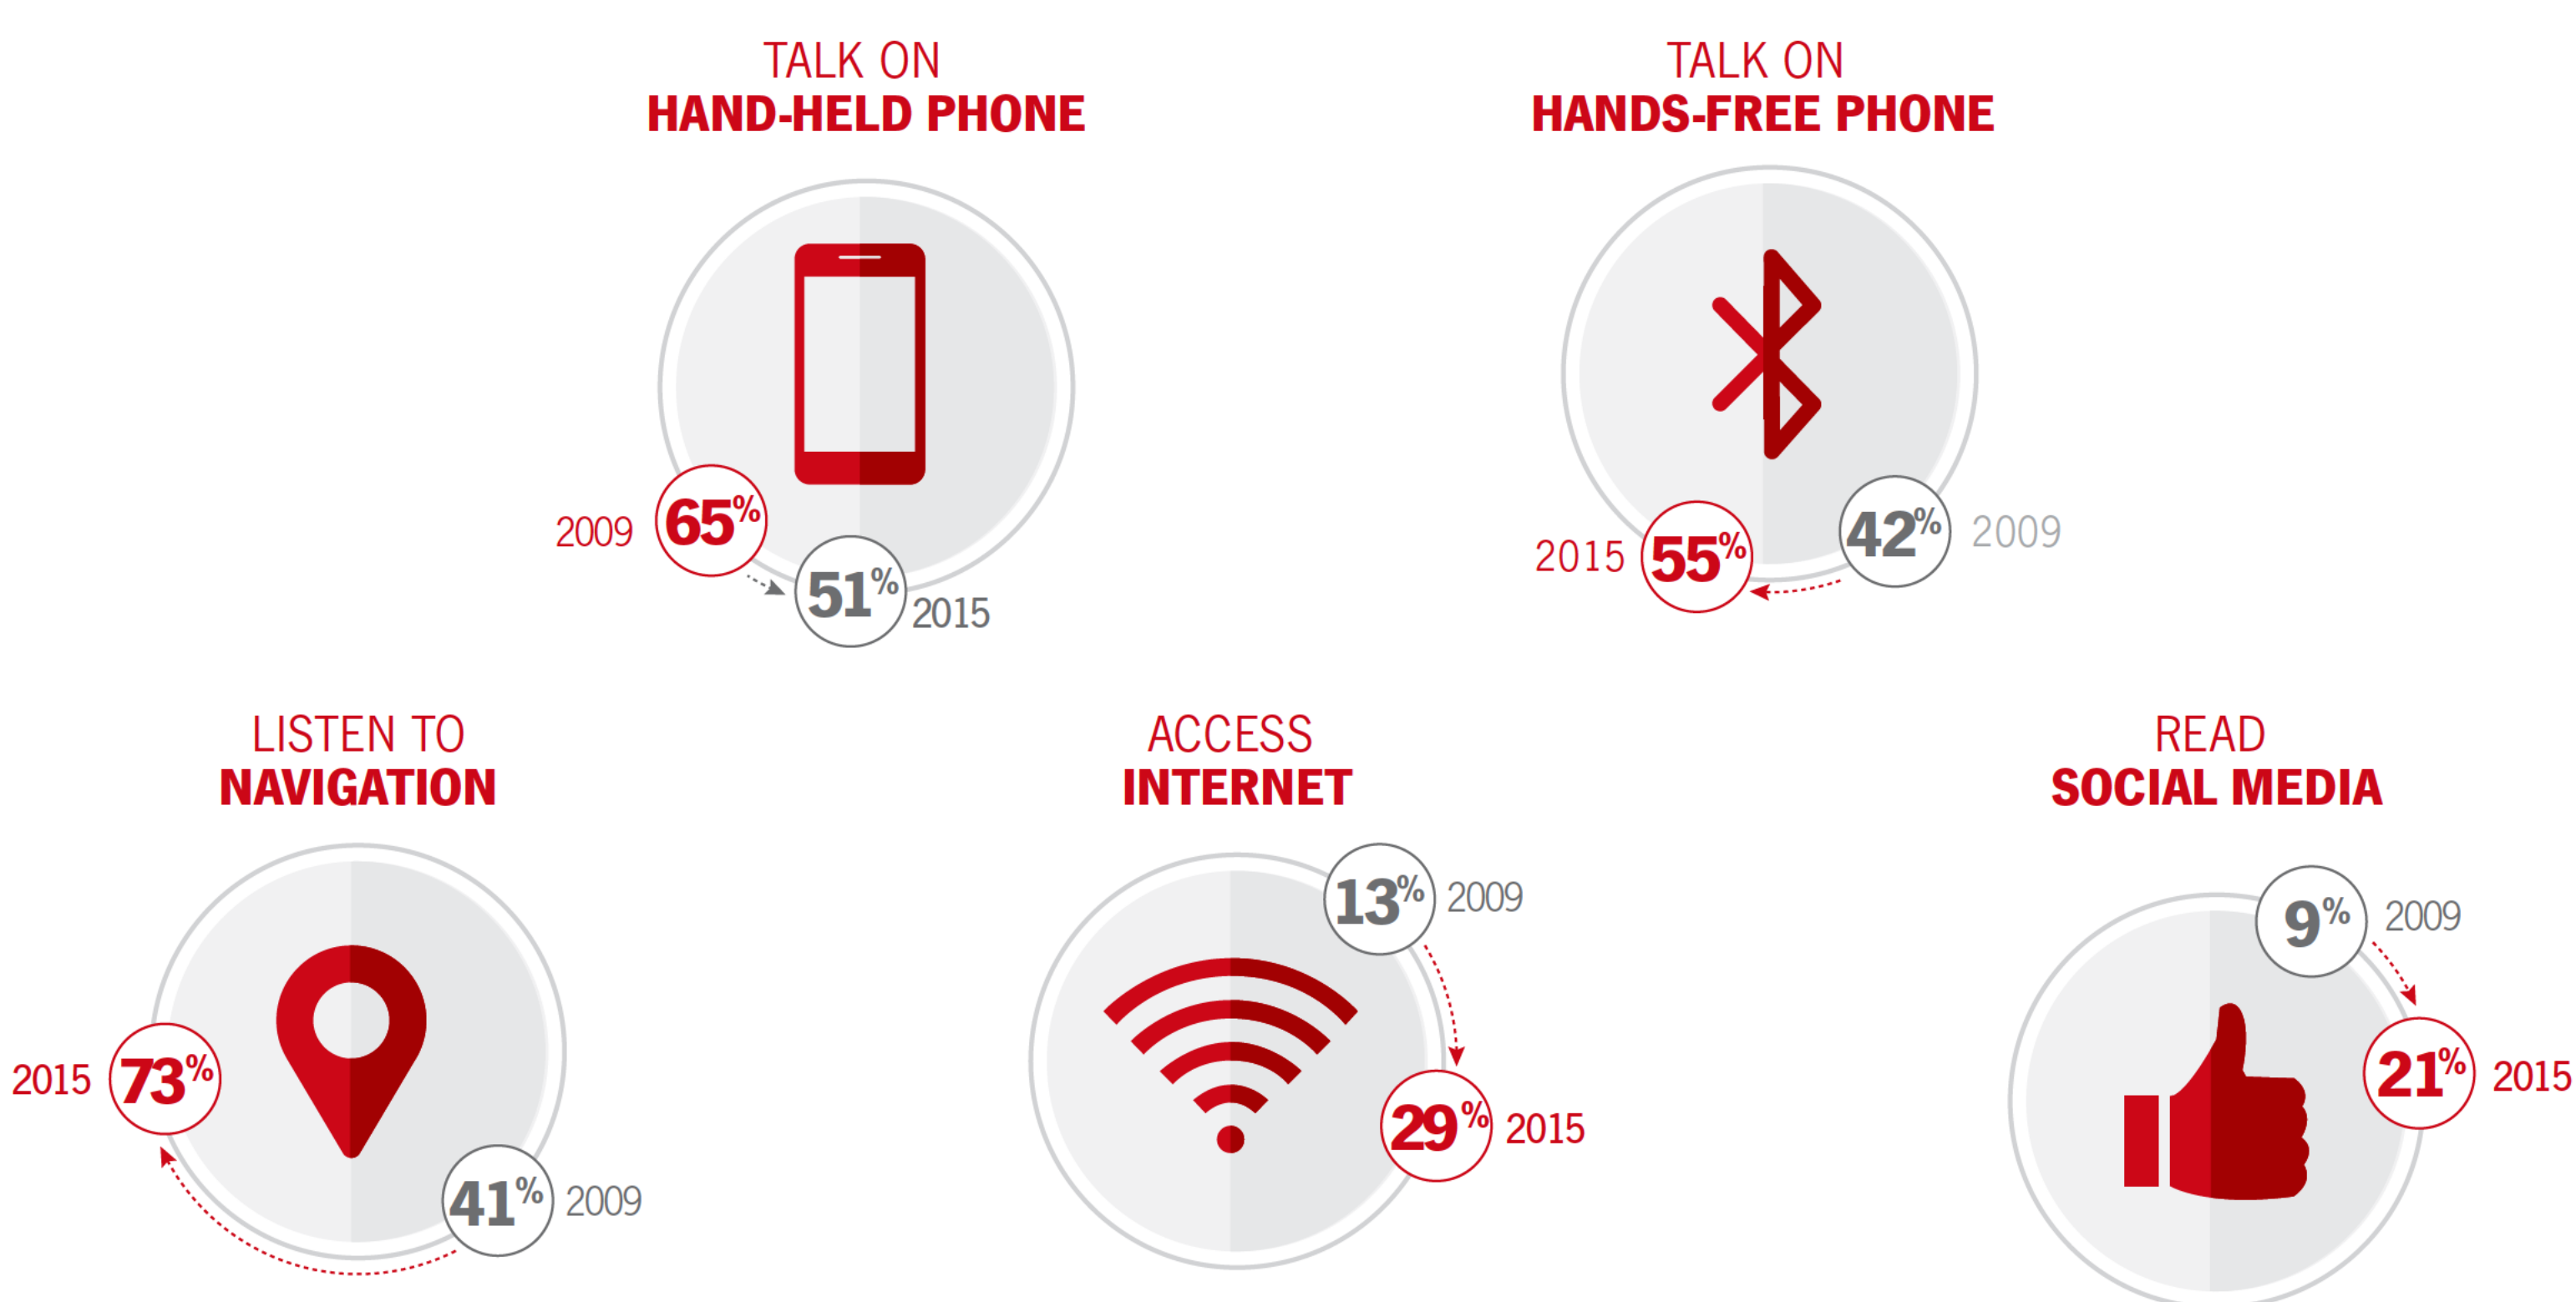 TALK ON
HAND-HELD PHONE
2009 65%
51% 2015
TALK ON
HANDS-FREE PHONE
2015 55%
42% 2009
LISTEN TO
NAVIGATION
2015 73%
41% 2009
ACCESS
INTERNET
13% 2009
29% 2015
READ
SOCIAL MEDIA
9% 2009
21% 2015